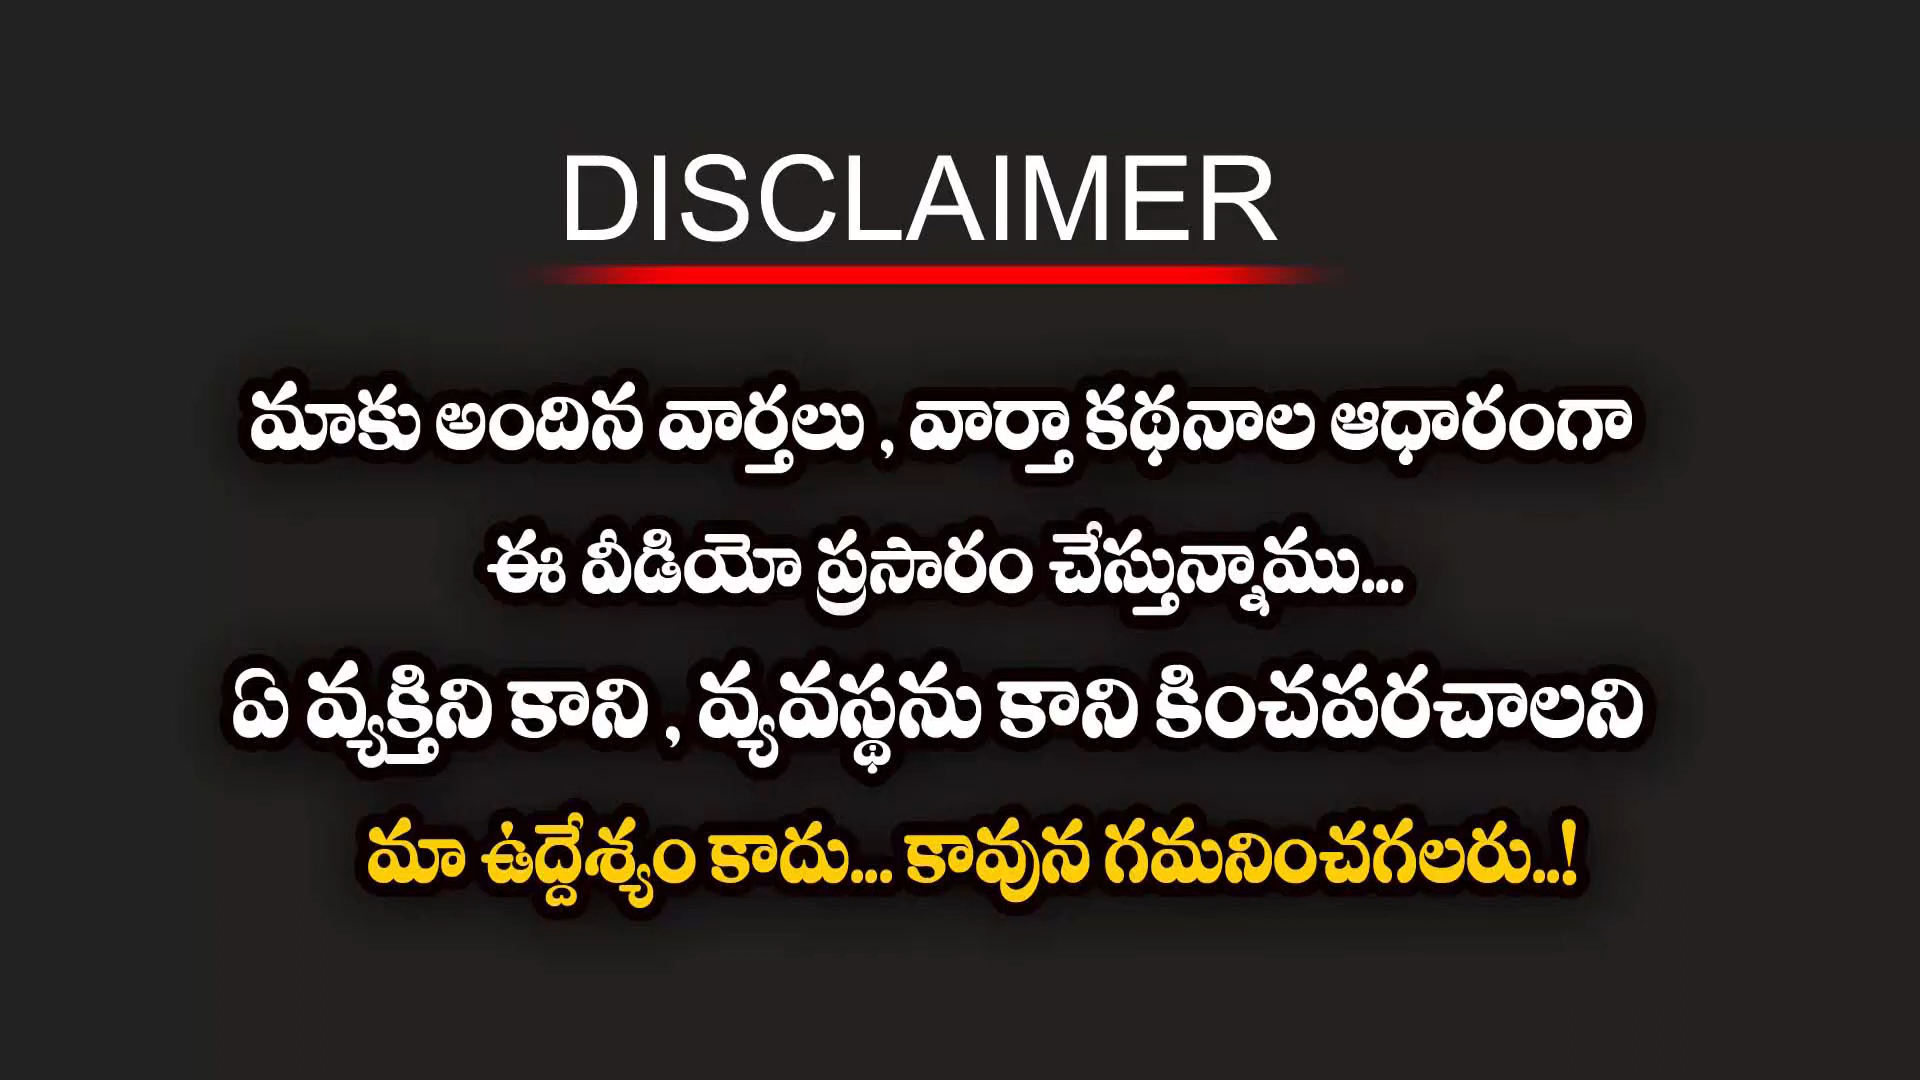 DISCLAIMER
మాకు అందిన వార్తలు , వార్తా కథనాల ఆధారంగా
ఈ వీడియో ప్రసారం చేస్తున్నాము...
ఏ వ్యక్తిని కాని , వ్యవస్థను కాని కించపరచాలని
మా ఉద్దేశ్యం కాదు... కావున గమనించగలరు..!